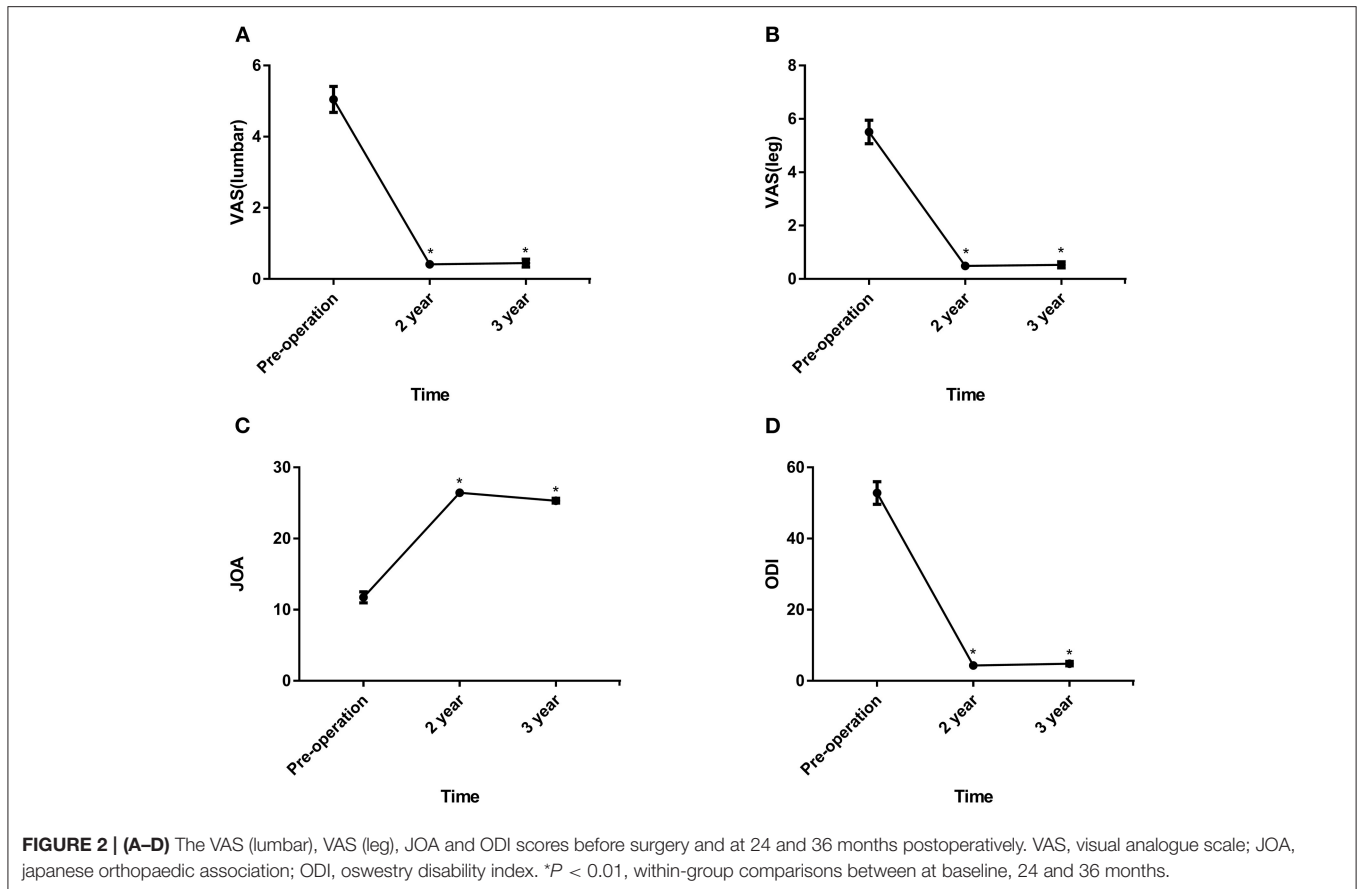 A
6
4
2
0
VAS(lumbar)
*
*
Pre-operation
2 year
3 year
Time
B
8
6
4
2
0
VAS(leg)
*
*
Pre-operation
2 year
3 year
Time
C
30
20
10
0
JOA
*
*
Pre-operation
2 year
3 year
Time
D
60
40
20
0
ODI
*
*
Pre-operation
2 year
3 year
Time
FIGURE 2 | (A–D) The VAS (lumbar), VAS (leg), JOA and ODI scores before surgery and at 24 and 36 months postoperatively. VAS, visual analogue scale; JOA,
japanese orthopaedic association; ODI, oswestry disability index. *P < 0.01, within-group comparisons between at baseline, 24 and 36 months.